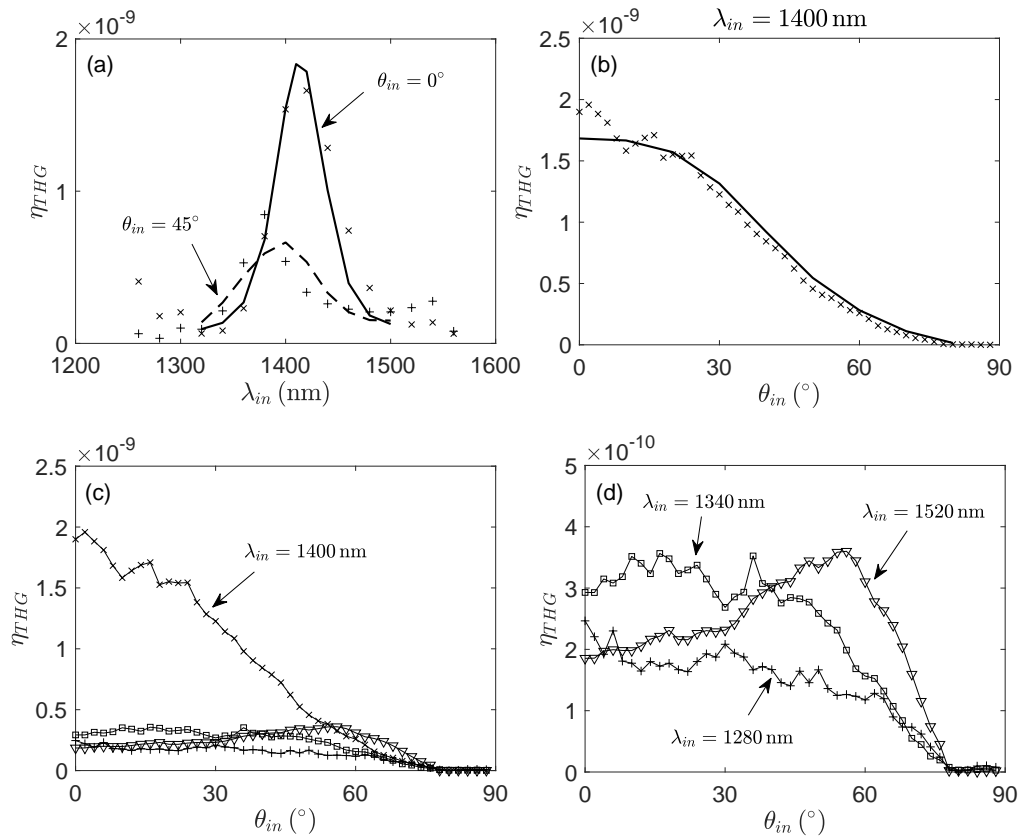 ×10⁻⁹
2
1
0
η_THG
(a)
θ_in = 0°
θ_in = 45°
1200 1300 1400 1500 1600
λ_in (nm)
×10⁻⁹
λ_in = 1400 nm
2.5
2
1.5
1
0.5
0
η_THG
(b)
0 30 60 90
θ_in (°)
×10⁻⁹
2.5
2
1.5
1
0.5
0
η_THG
(c)
λ_in = 1400 nm
0 30 60 90
θ_in (°)
×10⁻¹⁰
5
4
3
2
1
0
η_THG
(d)
λ_in = 1340 nm
λ_in = 1520 nm
λ_in = 1280 nm
0 30 60 90
θ_in (°)